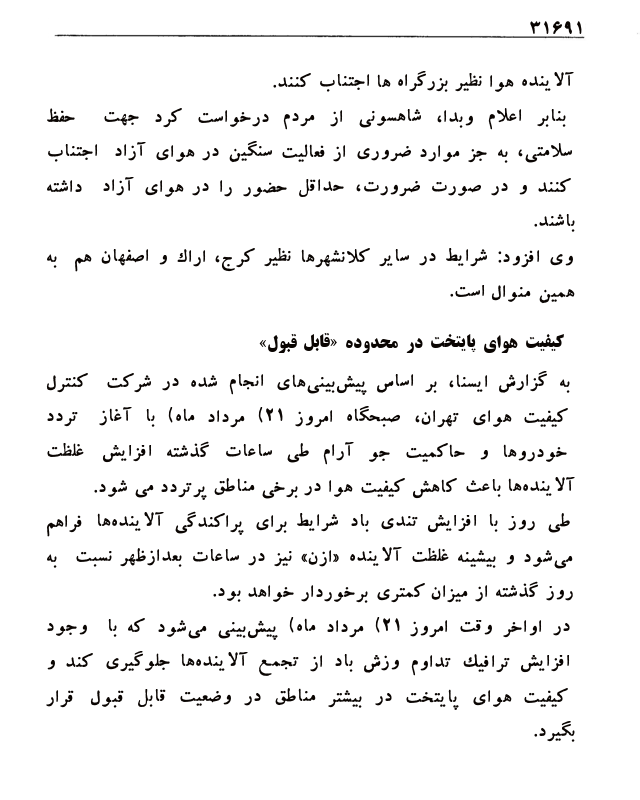 ۳۱۶۹۱
آلاینده هوا نظیر بزرگراه ها اجتناب کنند.
بنابر اعلام وبدا، شاهسونی از مردم درخواست کرد جهت حفظ
سلامتی، به جز موارد ضروری از فعالیت سنگین در هوای آزاد اجتناب
کنند و در صورت ضرورت، حداقل حضور را در هوای آزاد داشته
باشند.
وی افزود: شرایط در سایر کلانشهرها نظیر کرج، اراك و اصفهان هم به
همین منوال است.
کیفیت هوای پایتخت در محدوده «قابل قبول»
به گزارش ایسنا، بر اساس پیش‌بینی‌های انجام شده در شرکت کنترل
کیفیت هوای تهران، صبحگاه امروز ۲۱) مرداد ماه) با آغاز تردد
خودروها و حاکمیت جو آرام طی ساعات گذشته افزایش غلظت
آلاینده‌ها باعث کاهش کیفیت هوا در برخی مناطق پرتردد می شود.
طی روز با افزایش تندی باد شرایط برای پراکندگی آلاینده‌ها فراهم
می‌شود و بیشینه غلظت آلاینده «ازن» نیز در ساعات بعدازظهر نسبت به
روز گذشته از میزان کمتری برخوردار خواهد بود.
در اواخر وقت امروز ۲۱) مرداد ماه) پیش‌بینی می‌شود که با وجود
افزایش ترافیك تداوم وزش باد از تجمع آلاینده‌ها جلوگیری کند و
کیفیت هوای پایتخت در بیشتر مناطق در وضعیت قابل قبول قرار
بگیرد.